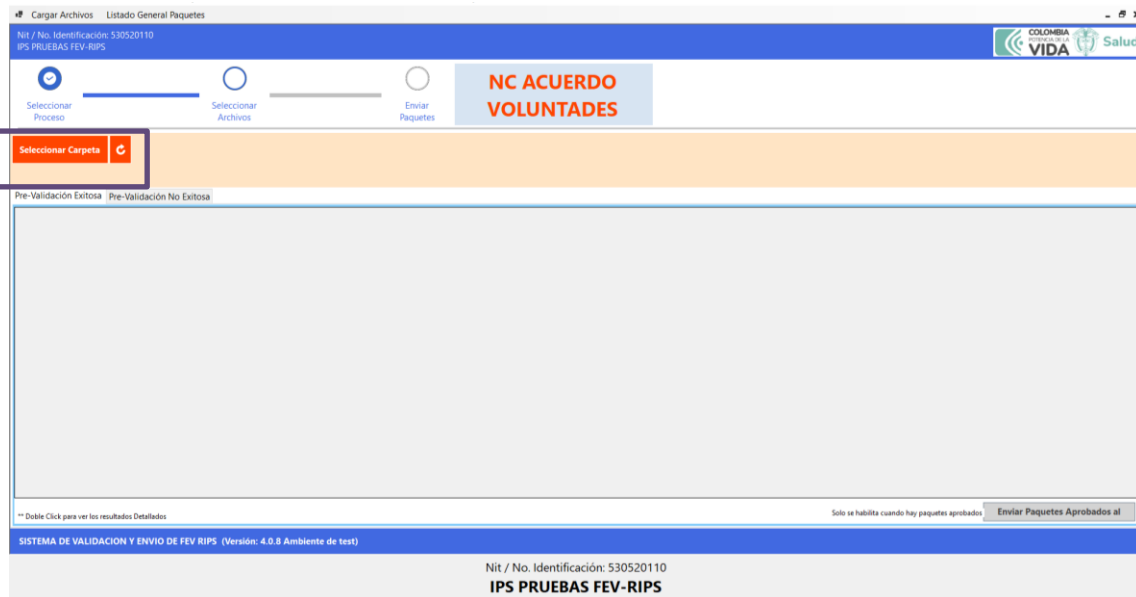 Cargar Archivos Listado General Paquetes
Nit / No. Identificación: 530520110
IPS PRUEBAS FEV-RIPS
COLOMBIA
POTENCIA DE LA
VIDA
Salud
Seleccionar
Proceso
Seleccionar
Archivos
Enviar
Paquetes
NC ACUERDO
VOLUNTADES
Seleccionar Carpeta
Pre-Validación Exitosa Pre-Validación No Exitosa
** Doble Click para ver los resultados Detallados
Solo se habilita cuando hay paquetes aprobados
Enviar Paquetes Aprobados al
SISTEMA DE VALIDACION Y ENVIO DE FEV RIPS (Versión: 4.0.8 Ambiente de test)
Nit / No. Identificación: 530520110
IPS PRUEBAS FEV-RIPS